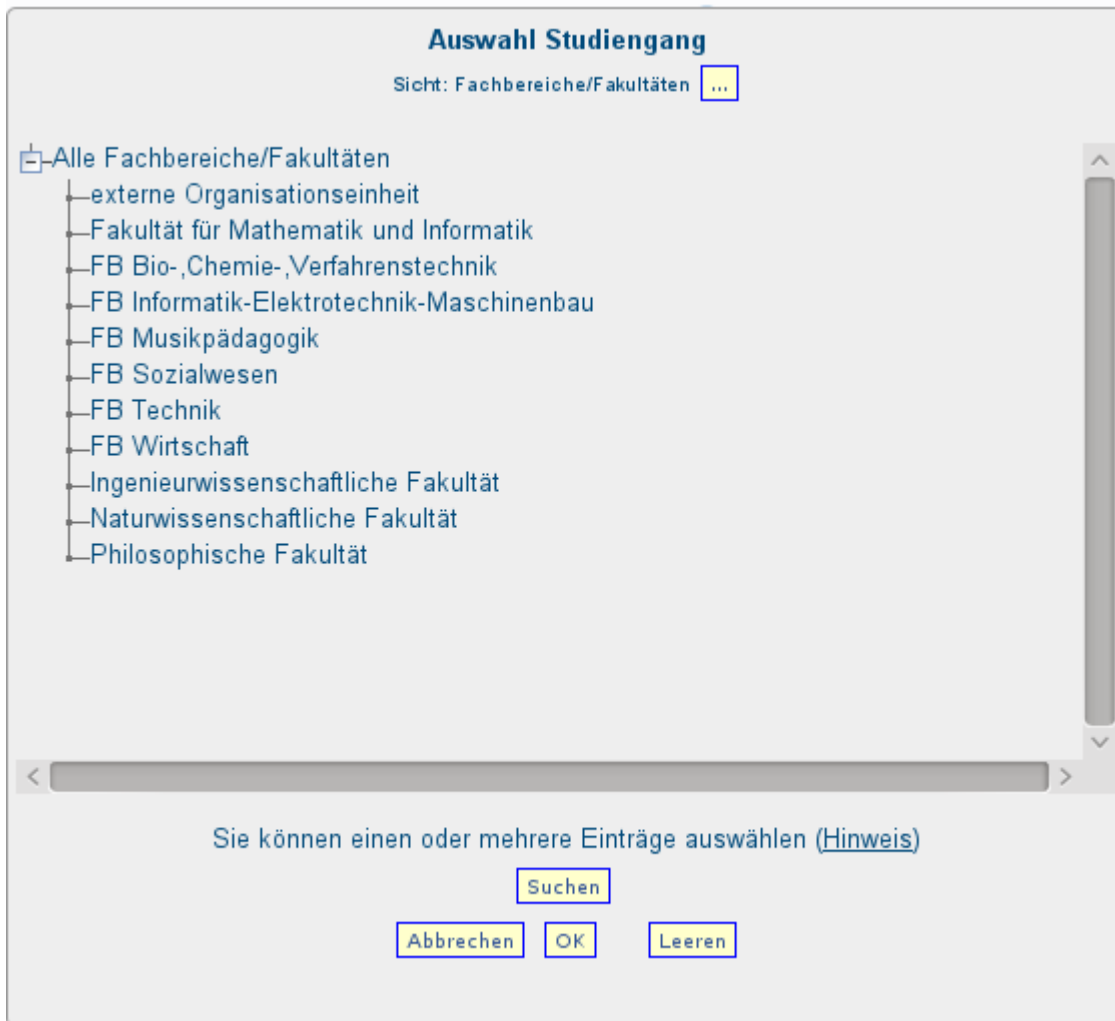 Auswahl Studiengang
Sicht: Fachbereiche/Fakultäten ...
Alle Fachbereiche/Fakultäten
externe Organisationseinheit
Fakultät für Mathematik und Informatik
FB Bio-,Chemie-,Verfahrenstechnik
FB Informatik-Elektrotechnik-Maschinenbau
FB Musikpädagogik
FB Sozialwesen
FB Technik
FB Wirtschaft
Ingenieurwissenschaftliche Fakultät
Naturwissenschaftliche Fakultät
Philosophische Fakultät
Sie können einen oder mehrere Einträge auswählen (Hinweis)
Suchen
Abbrechen OK Leeren